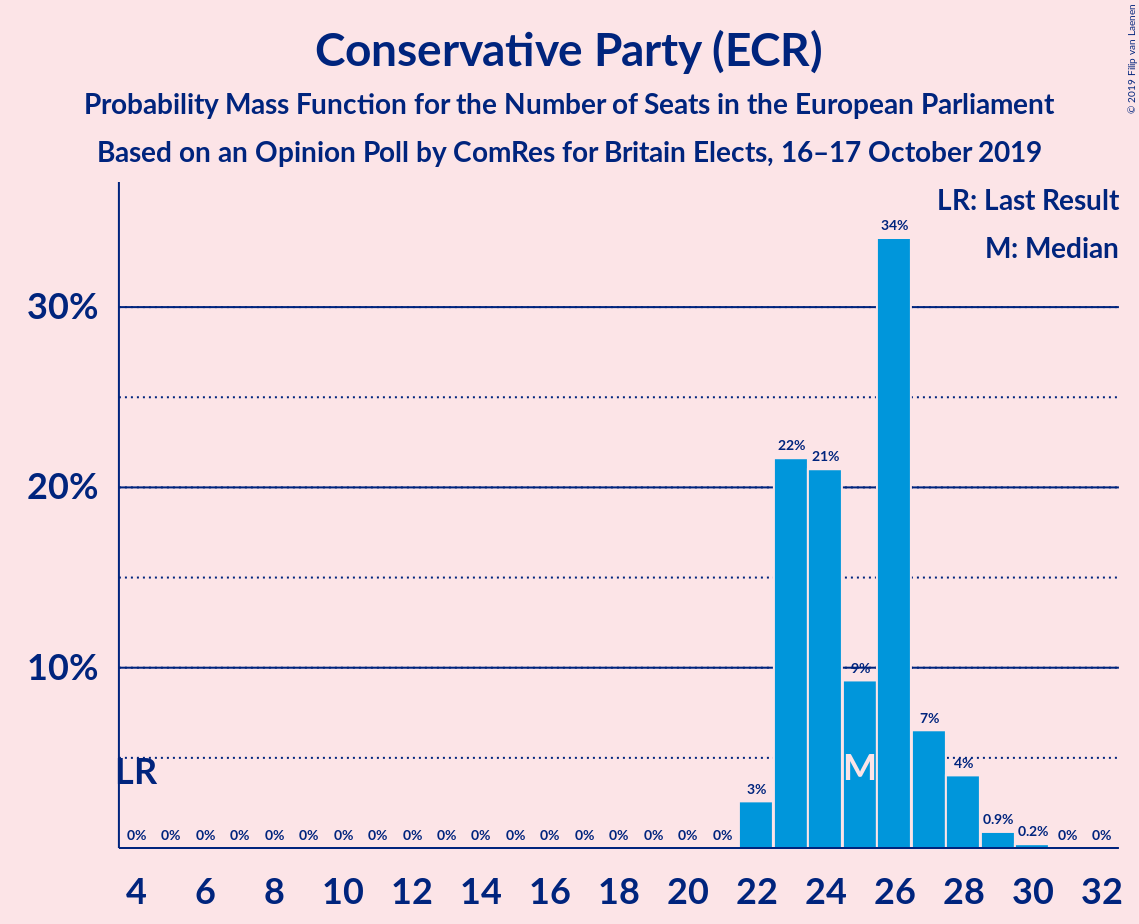 Conservative Party (ECR)
Probability Mass Function for the Number of Seats in the European Parliament
Based on an Opinion Poll by ComRes for Britain Elects, 16–17 October 2019
© 2019 Filip van Laenen
LR: Last Result
M: Median
34%
30%
22%
21%
20%
10%
9%
7%
LR
M
4%
3%
0.9%
0% 0% 0% 0% 0% 0% 0% 0% 0% 0% 0% 0% 0% 0% 0% 0% 0% 0% 0.2% 0% 0%
4 6 8 10 12 14 16 18 20 22 24 26 28 30 32